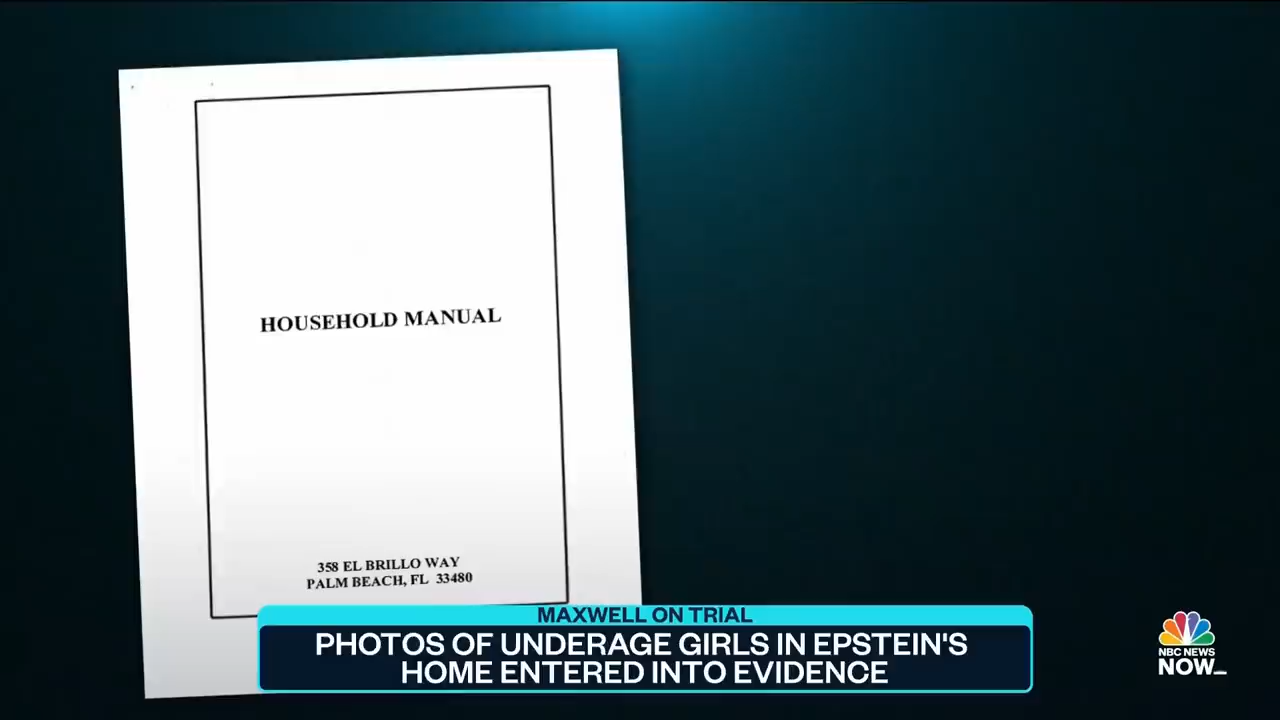 HOUSEHOLD MANUAL
358 EL BRILLO WAY
PALM BEACH, FL 33480
MAXWELL ON TRIAL
PHOTOS OF UNDERAGE GIRLS IN EPSTEIN'S
HOME ENTERED INTO EVIDENCE
NBC NEWS
NOW_